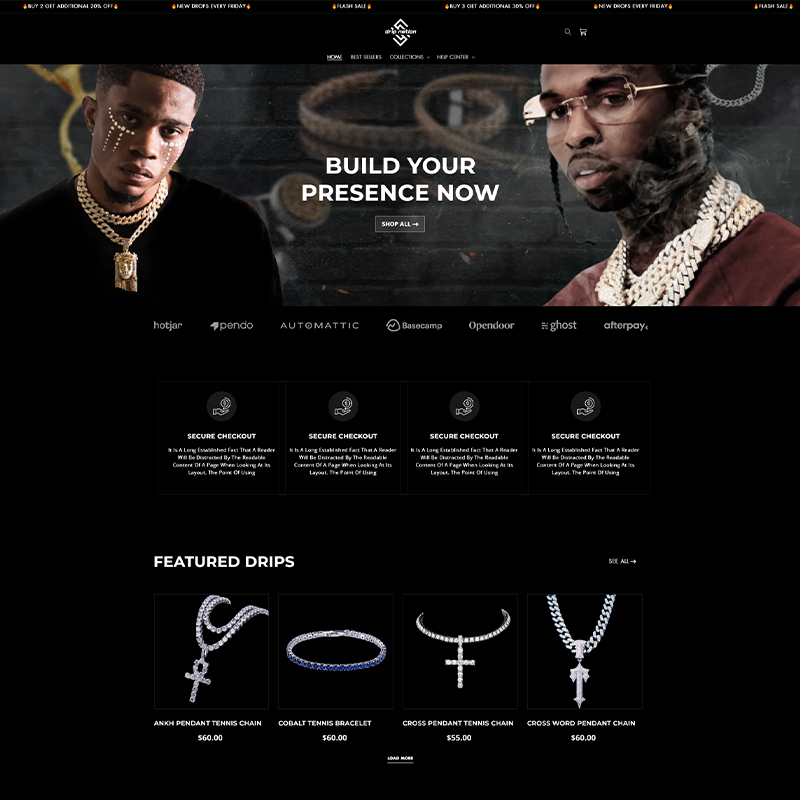 🔥BUY 2 GET ADDITIONAL 20% OFF🔥 🔥NEW DROPS EVERY FRIDAY🔥 🔥FLASH SALE🔥 🔥BUY 3 GET ADDITIONAL 30% OFF🔥 🔥NEW DROPS EVERY FRIDAY🔥 🔥FLASH SALE🔥
drip nation
HOME BEST SELLERS COLLECTIONS HELP CENTER
BUILD YOUR
PRESENCE NOW
SHOP ALL →
hotjar pendo AUTOMATTIC Basecamp Opendoor ghost afterpay
SECURE CHECKOUT SECURE CHECKOUT SECURE CHECKOUT SECURE CHECKOUT
It Is A Long Established Fact That A Reader It Is A Long Established Fact That A Reader It Is A Long Established Fact That A Reader It Is A Long Established Fact That A Reader
Will Be Distracted By The Readable Will Be Distracted By The Readable Will Be Distracted By The Readable Will Be Distracted By The Readable
Content Of A Page When Looking At Its Content Of A Page When Looking At Its Content Of A Page When Looking At Its Content Of A Page When Looking At Its
Layout. The Point Of Using Layout. The Point Of Using Layout. The Point Of Using Layout. The Point Of Using
FEATURED DRIPS SEE ALL →
ANKH PENDANT TENNIS CHAIN COBALT TENNIS BRACELET CROSS PENDANT TENNIS CHAIN CROSS WORD PENDANT CHAIN
$60.00 $60.00 $55.00 $60.00
LOAD MORE